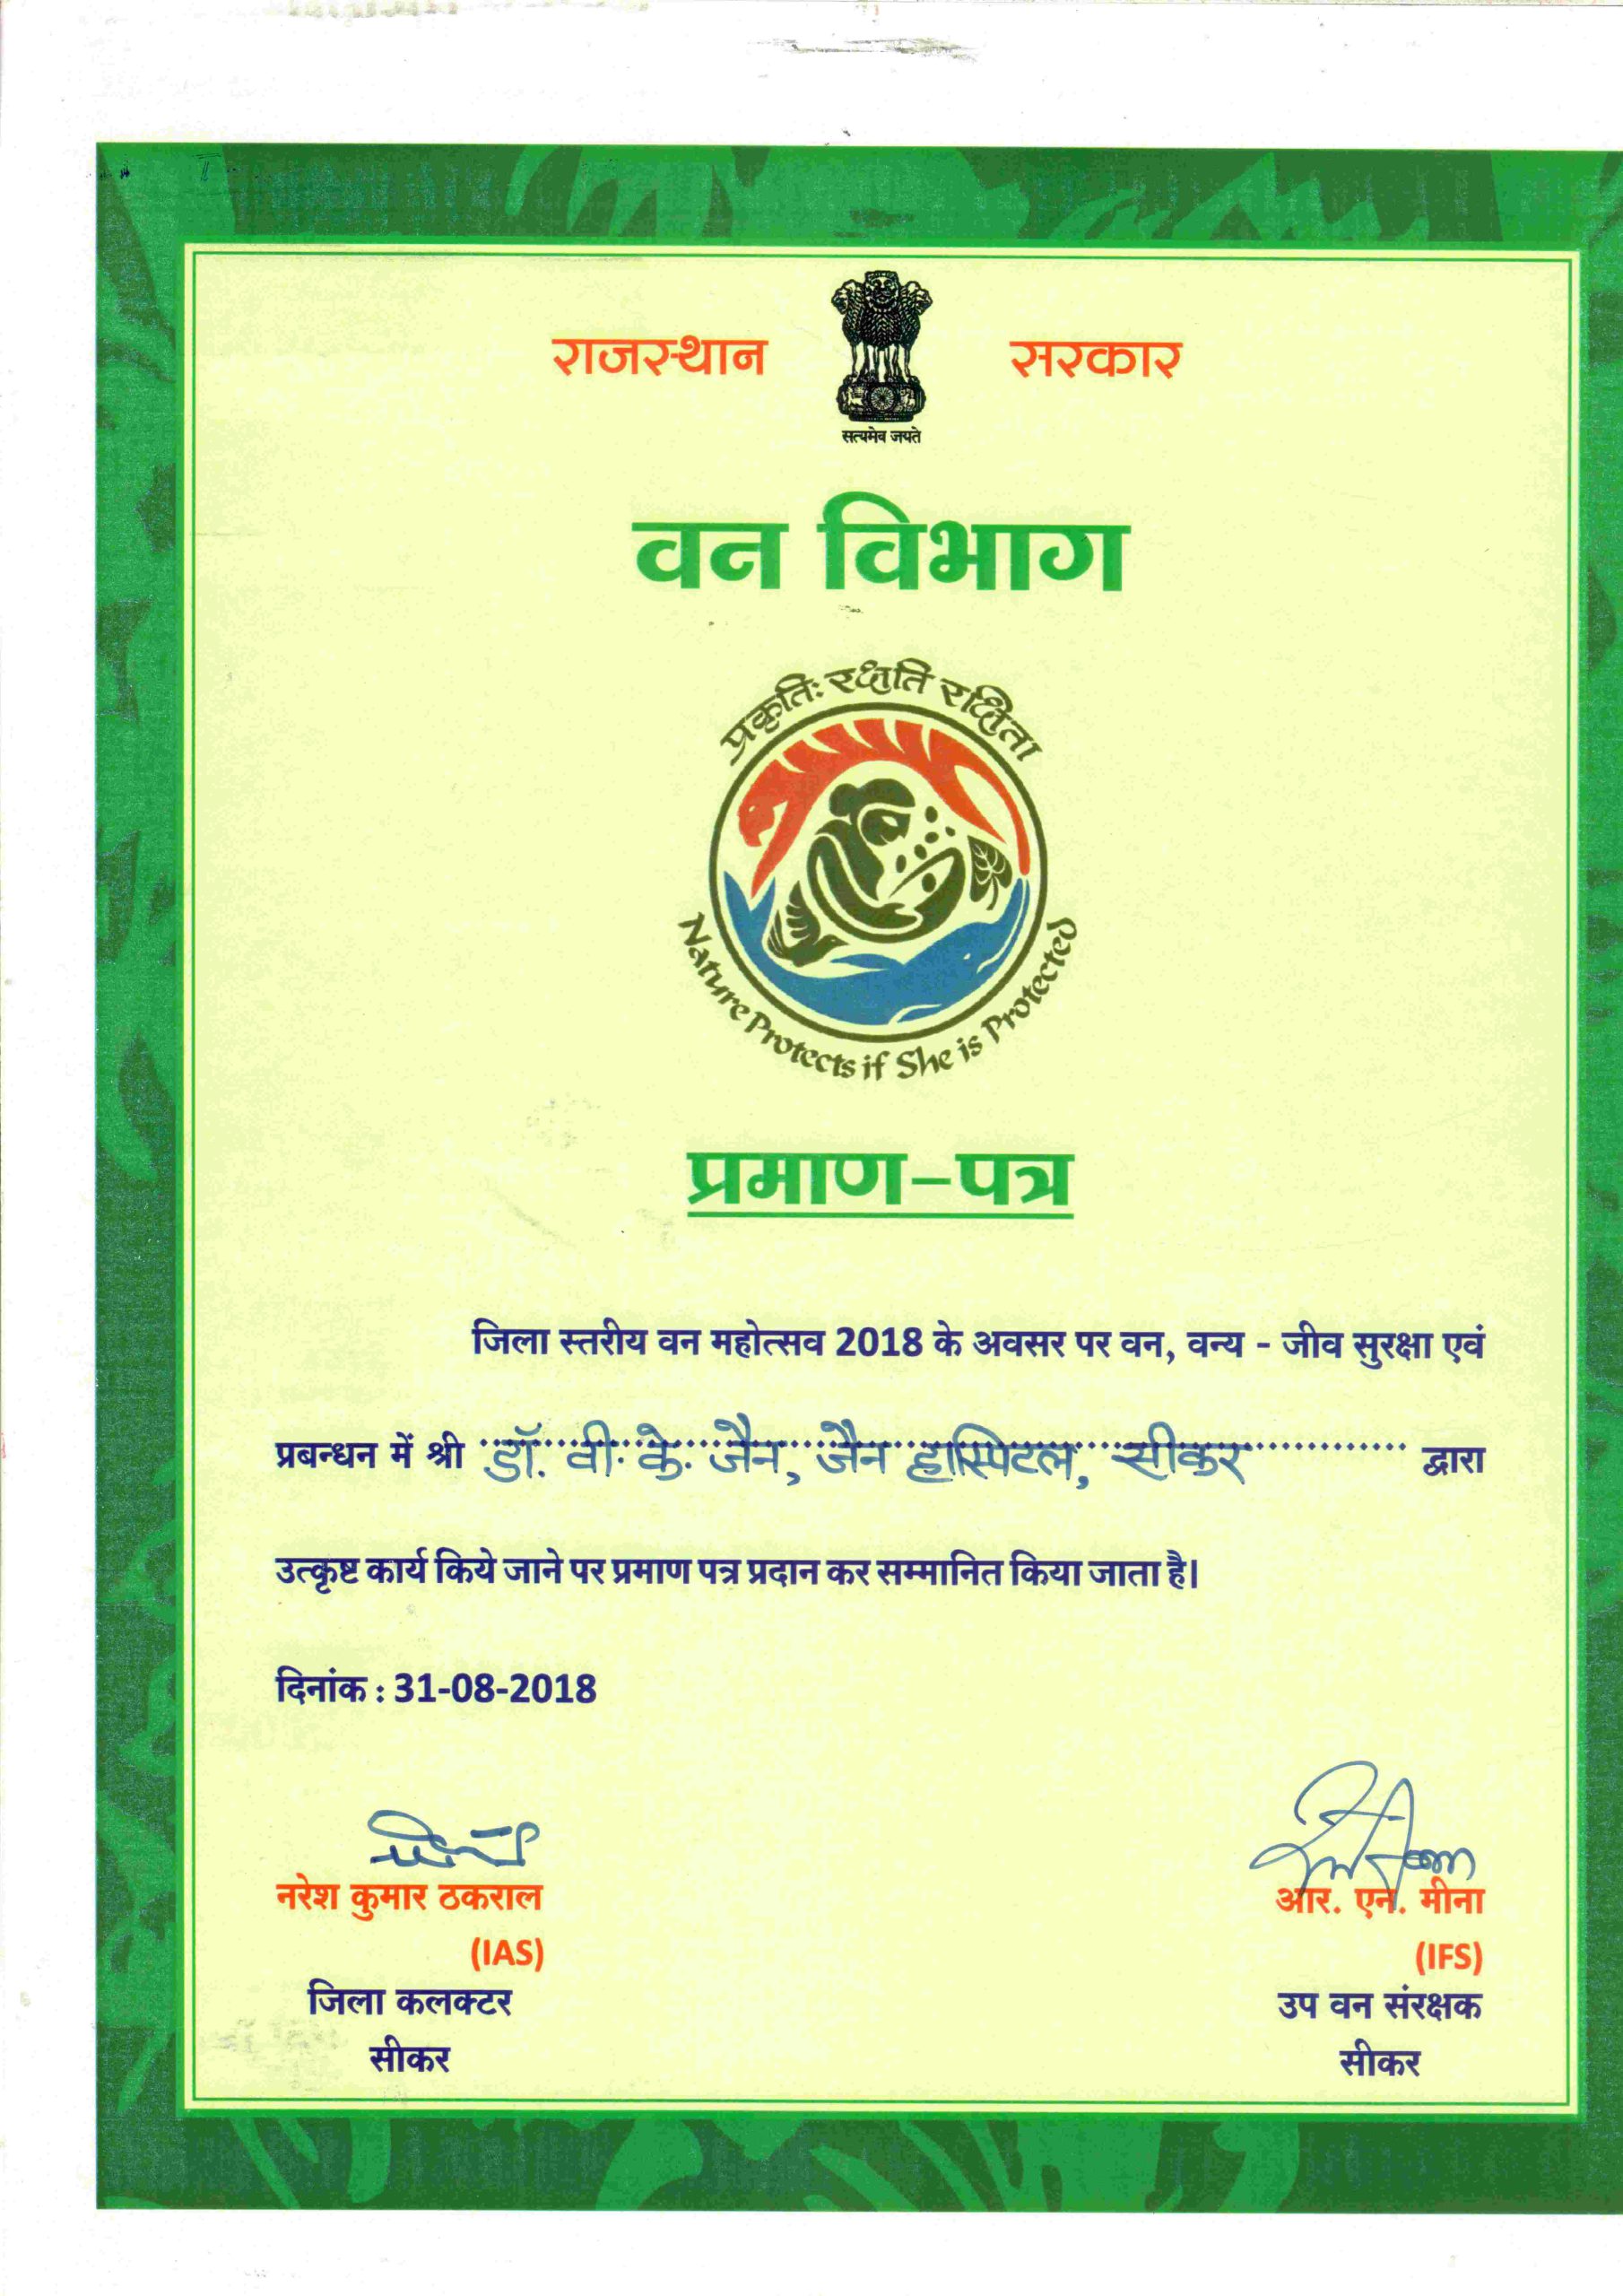 राजस्थान सरकार
सत्यमेव जयते
वन विभाग
प्रकृतिः रक्षति रक्षिता
Nature Protects if She is Protected
प्रमाण-पत्र
जिला स्तरीय वन महोत्सव 2018 के अवसर पर वन, वन्य - जीव सुरक्षा एवं
प्रबन्धन में श्री डॉ. वी. के. जैन, जैन हास्पिटल, सीकर द्वारा
उत्कृष्ट कार्य किये जाने पर प्रमाण पत्र प्रदान कर सम्मानित किया जाता है।
दिनांक : 31-08-2018
नरेश कुमार ठकराल
(IAS)
जिला कलक्टर
सीकर
आर. एन. मीना
(IFS)
उप वन संरक्षक
सीकर